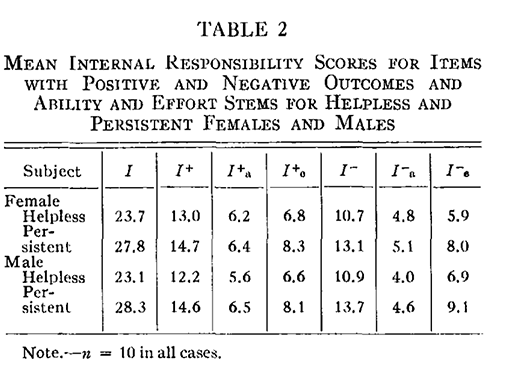 TABLE 2
MEAN INTERNAL RESPONSIBILITY SCORES FOR ITEMS
WITH POSITIVE AND NEGATIVE OUTCOMES AND
ABILITY AND EFFORT STEMS FOR HELPLESS AND
PERSISTENT FEMALES AND MALES
Subject I I+ I+a I+e I− I−a I−e
Female
Helpless 23.7 13.0 6.2 6.8 10.7 4.8 5.9
Per-
sistent 27.8 14.7 6.4 8.3 13.1 5.1 8.0
Male
Helpless 23.1 12.2 5.6 6.6 10.9 4.0 6.9
Per-
sistent 28.3 14.6 6.5 8.1 13.7 4.6 9.1
Note.—n = 10 in all cases.